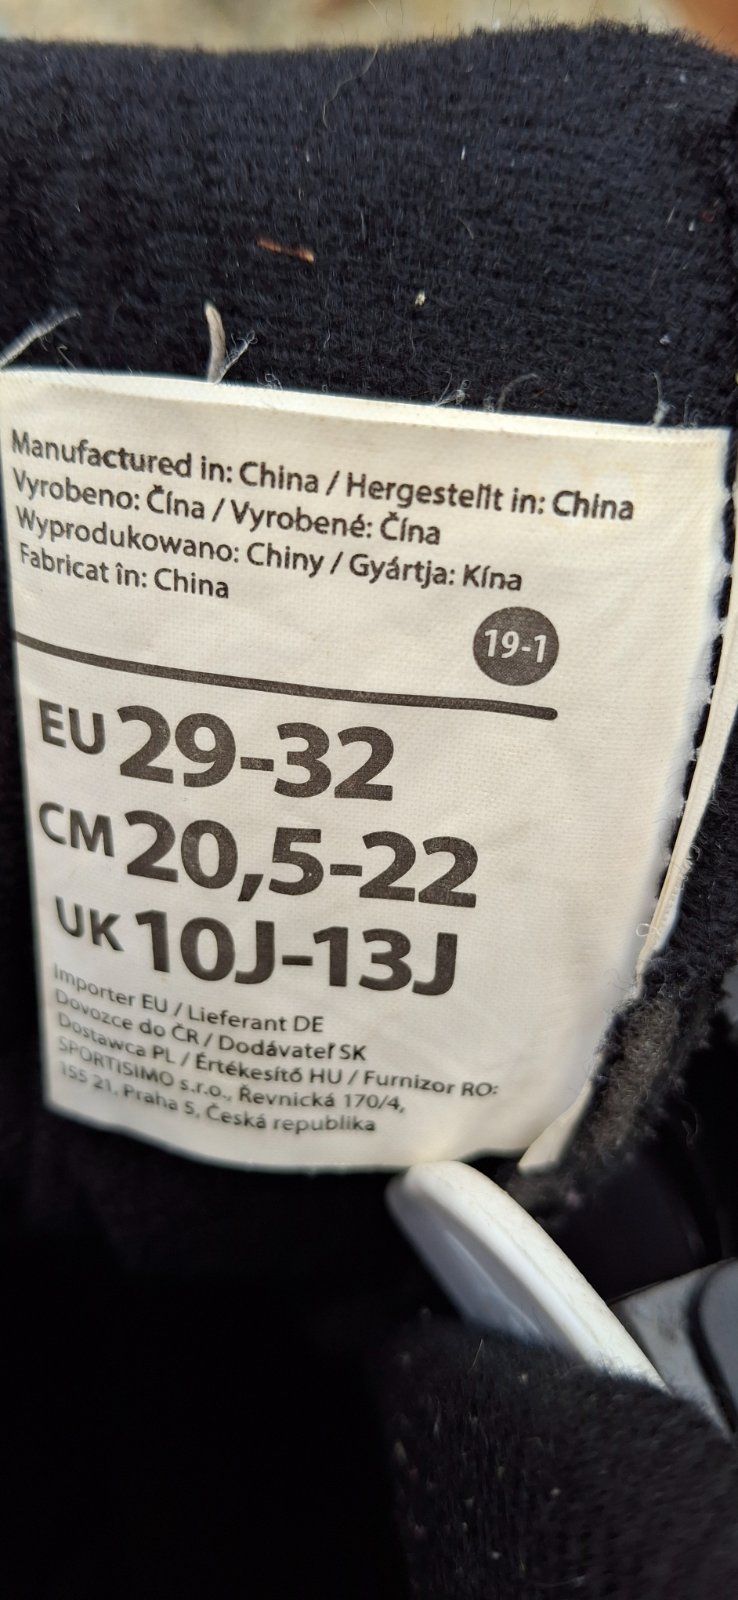 Manufactured in: China / Hergestellt in: China
Vyrobeno: Čína / Vyrobené: Čína
Wyprodukowano: Chiny / Gyártja: Kína
Fabricat în: China
19-1
EU 29-32
CM 20,5-22
UK 10J-13J
Importer EU / Lieferant DE
Dovozce do ČR / Dodávateľ SK
Dostawca PL / Értékesítő HU / Furnizor RO:
SPORTISIMO s.r.o., Řevnická 170/4,
155 21, Praha 5, Česká republika